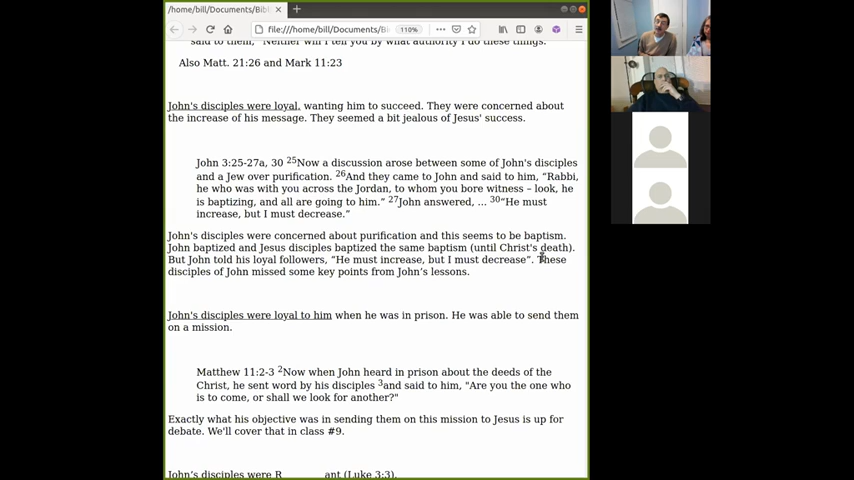 /home/bill/Documents/Bibl
file:///home/bill/Documents/Bi
110%
said to them, "Neither will I tell you by what authority I do these things."
Also Matt. 21:26 and Mark 11:23
John's disciples were loyal, wanting him to succeed. They were concerned about
the increase of his message. They seemed a bit jealous of Jesus' success.
John 3:25-27a, 30 25Now a discussion arose between some of John's disciples
and a Jew over purification. 26And they came to John and said to him, “Rabbi,
he who was with you across the Jordan, to whom you bore witness – look, he
is baptizing, and all are going to him.” 27John answered, ... 30“He must
increase, but I must decrease.”
John's disciples were concerned about purification and this seems to be baptism.
John baptized and Jesus disciples baptized the same baptism (until Christ's death).
But John told his loyal followers, “He must increase, but I must decrease”. These
disciples of John missed some key points from John’s lessons.
John's disciples were loyal to him when he was in prison. He was able to send them
on a mission.
Matthew 11:2-3 2Now when John heard in prison about the deeds of the
Christ, he sent word by his disciples 3and said to him, "Are you the one who
is to come, or shall we look for another?"
Exactly what his objective was in sending them on this mission to Jesus is up for
debate. We'll cover that in class #9.
John’s disciples were R ant (Luke 3:3).